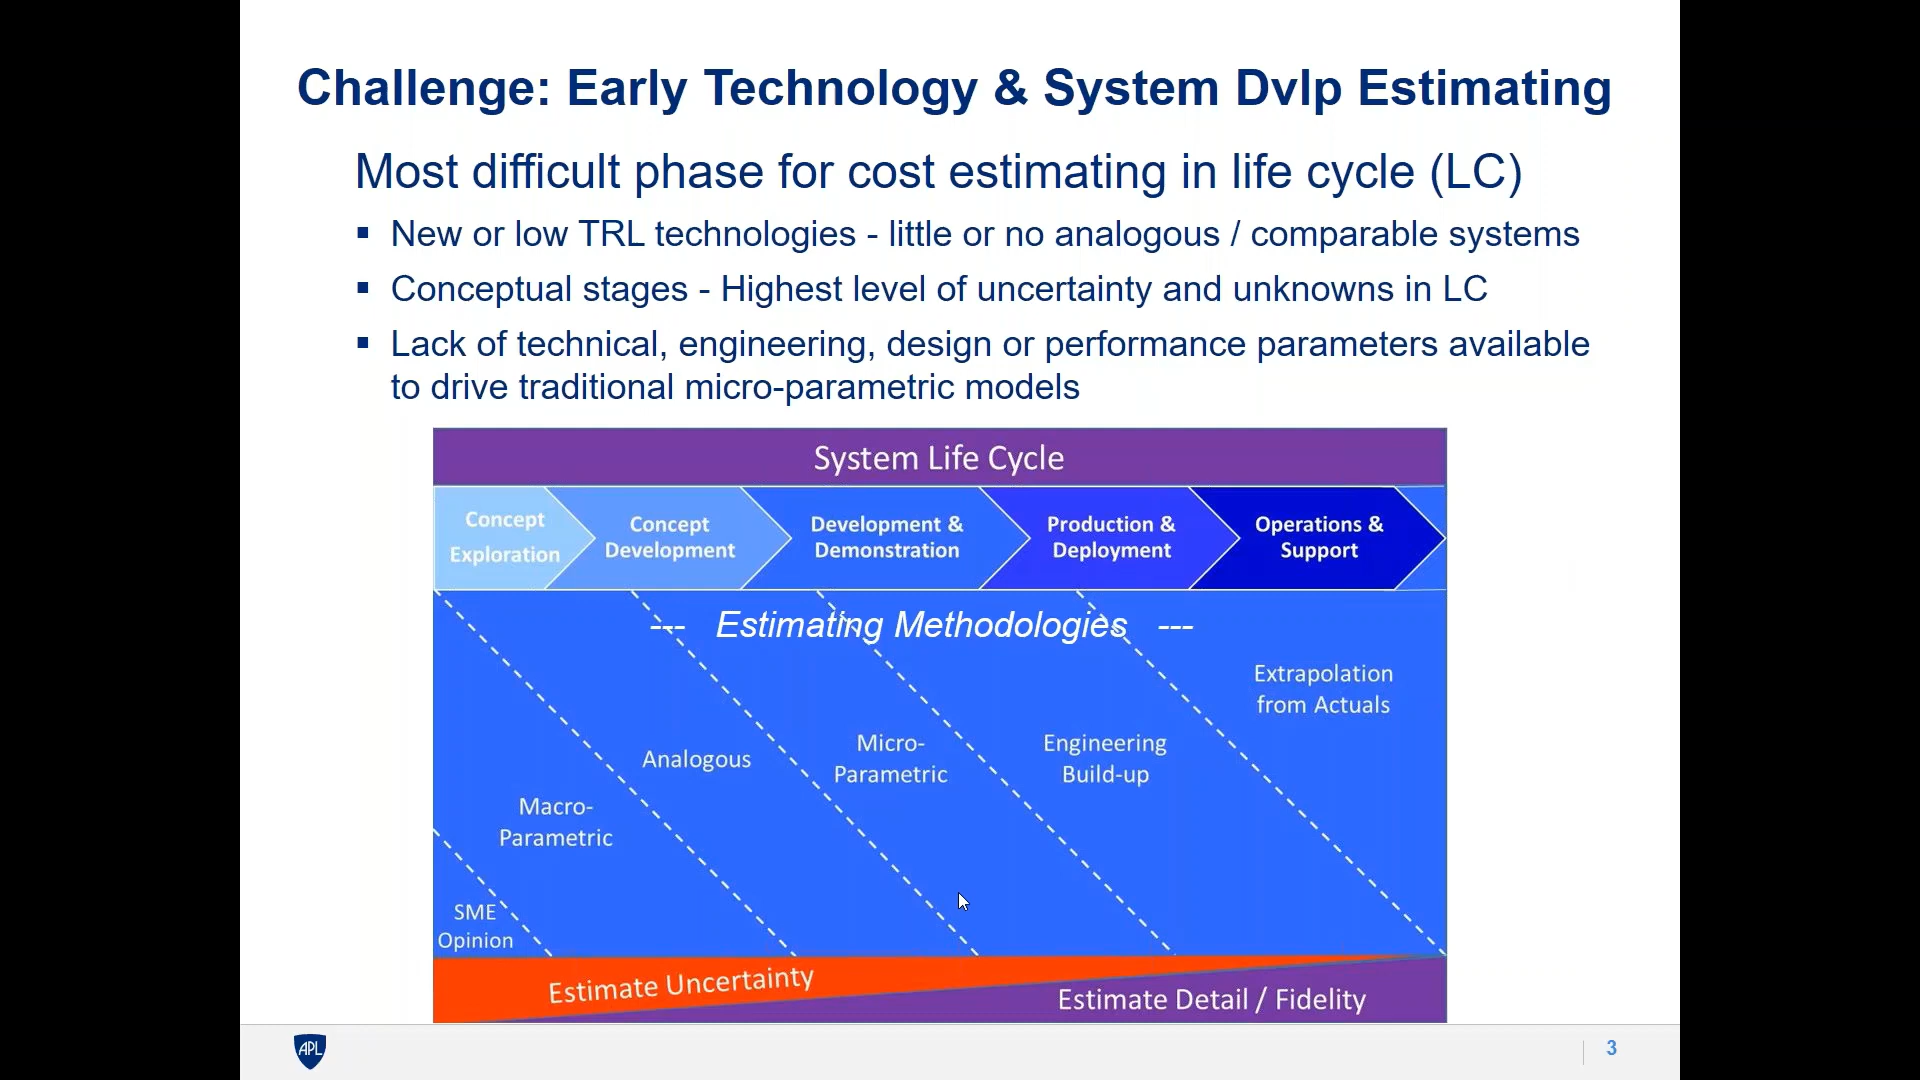 Challenge: Early Technology & System Dvlp Estimating
Most difficult phase for cost estimating in life cycle (LC)
▪ New or low TRL technologies - little or no analogous / comparable systems
▪ Conceptual stages - Highest level of uncertainty and unknowns in LC
▪ Lack of technical, engineering, design or performance parameters available
to drive traditional micro-parametric models
System Life Cycle
Concept
Exploration
Concept
Development
Development &
Demonstration
Production &
Deployment
Operations &
Support
--- Estimating Methodologies ---
Extrapolation
from Actuals
Engineering
Build-up
Micro-
Parametric
Analogous
Macro-
Parametric
SME
Opinion
Estimate Uncertainty
Estimate Detail / Fidelity
APL
3